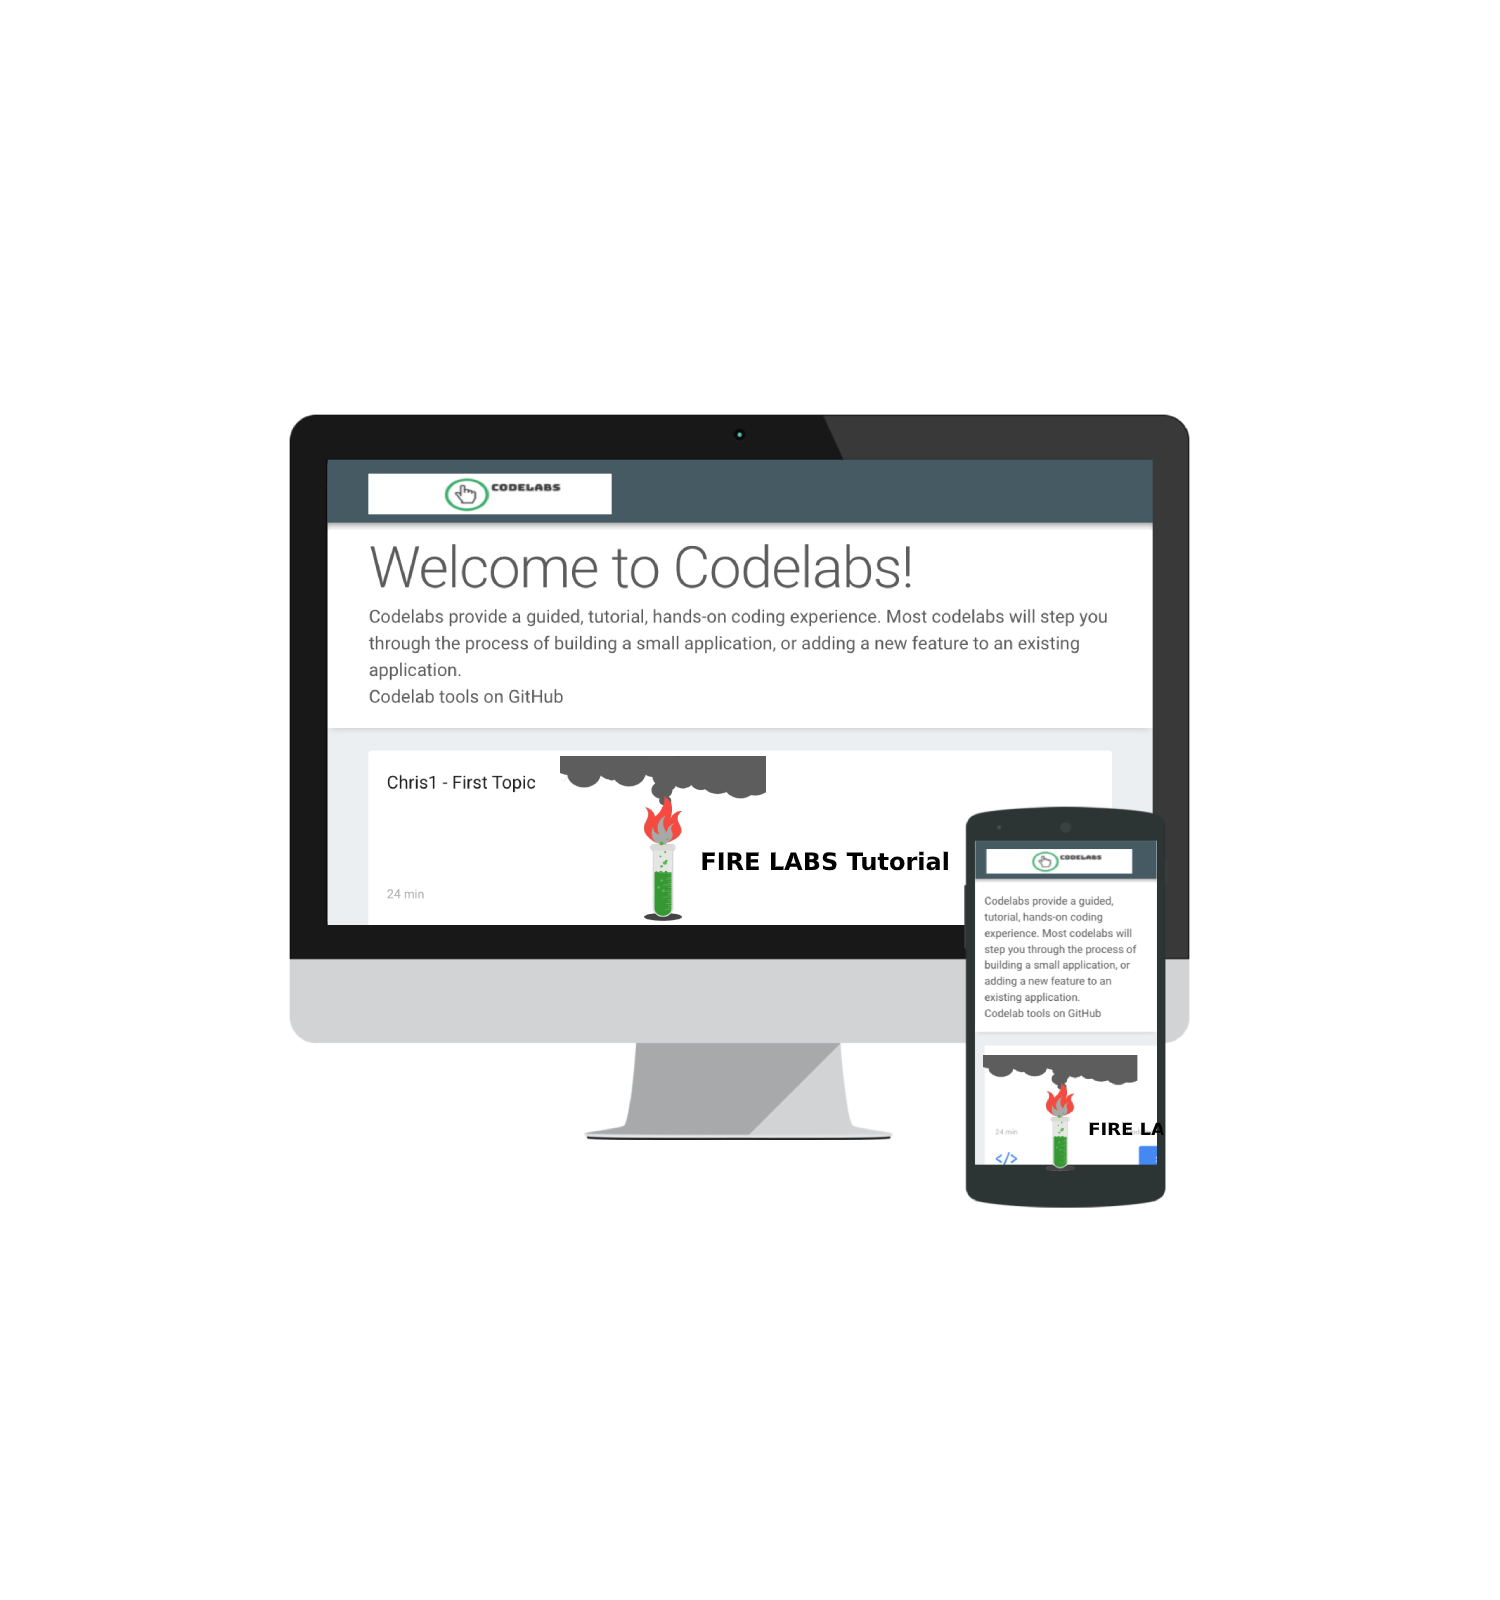 CODELABS
Welcome to Codelabs!
Codelabs provide a guided, tutorial, hands-on coding experience. Most codelabs will step you
through the process of building a small application, or adding a new feature to an existing
application.
Codelab tools on GitHub
Chris1 - First Topic
FIRE LABS Tutorial
24 min
CODELABS
Codelabs provide a guided,
tutorial, hands-on coding
experience. Most codelabs will
step you through the process of
building a small application, or
adding a new feature to an
existing application.
Codelab tools on GitHub
FIRE LA
24 min
</>